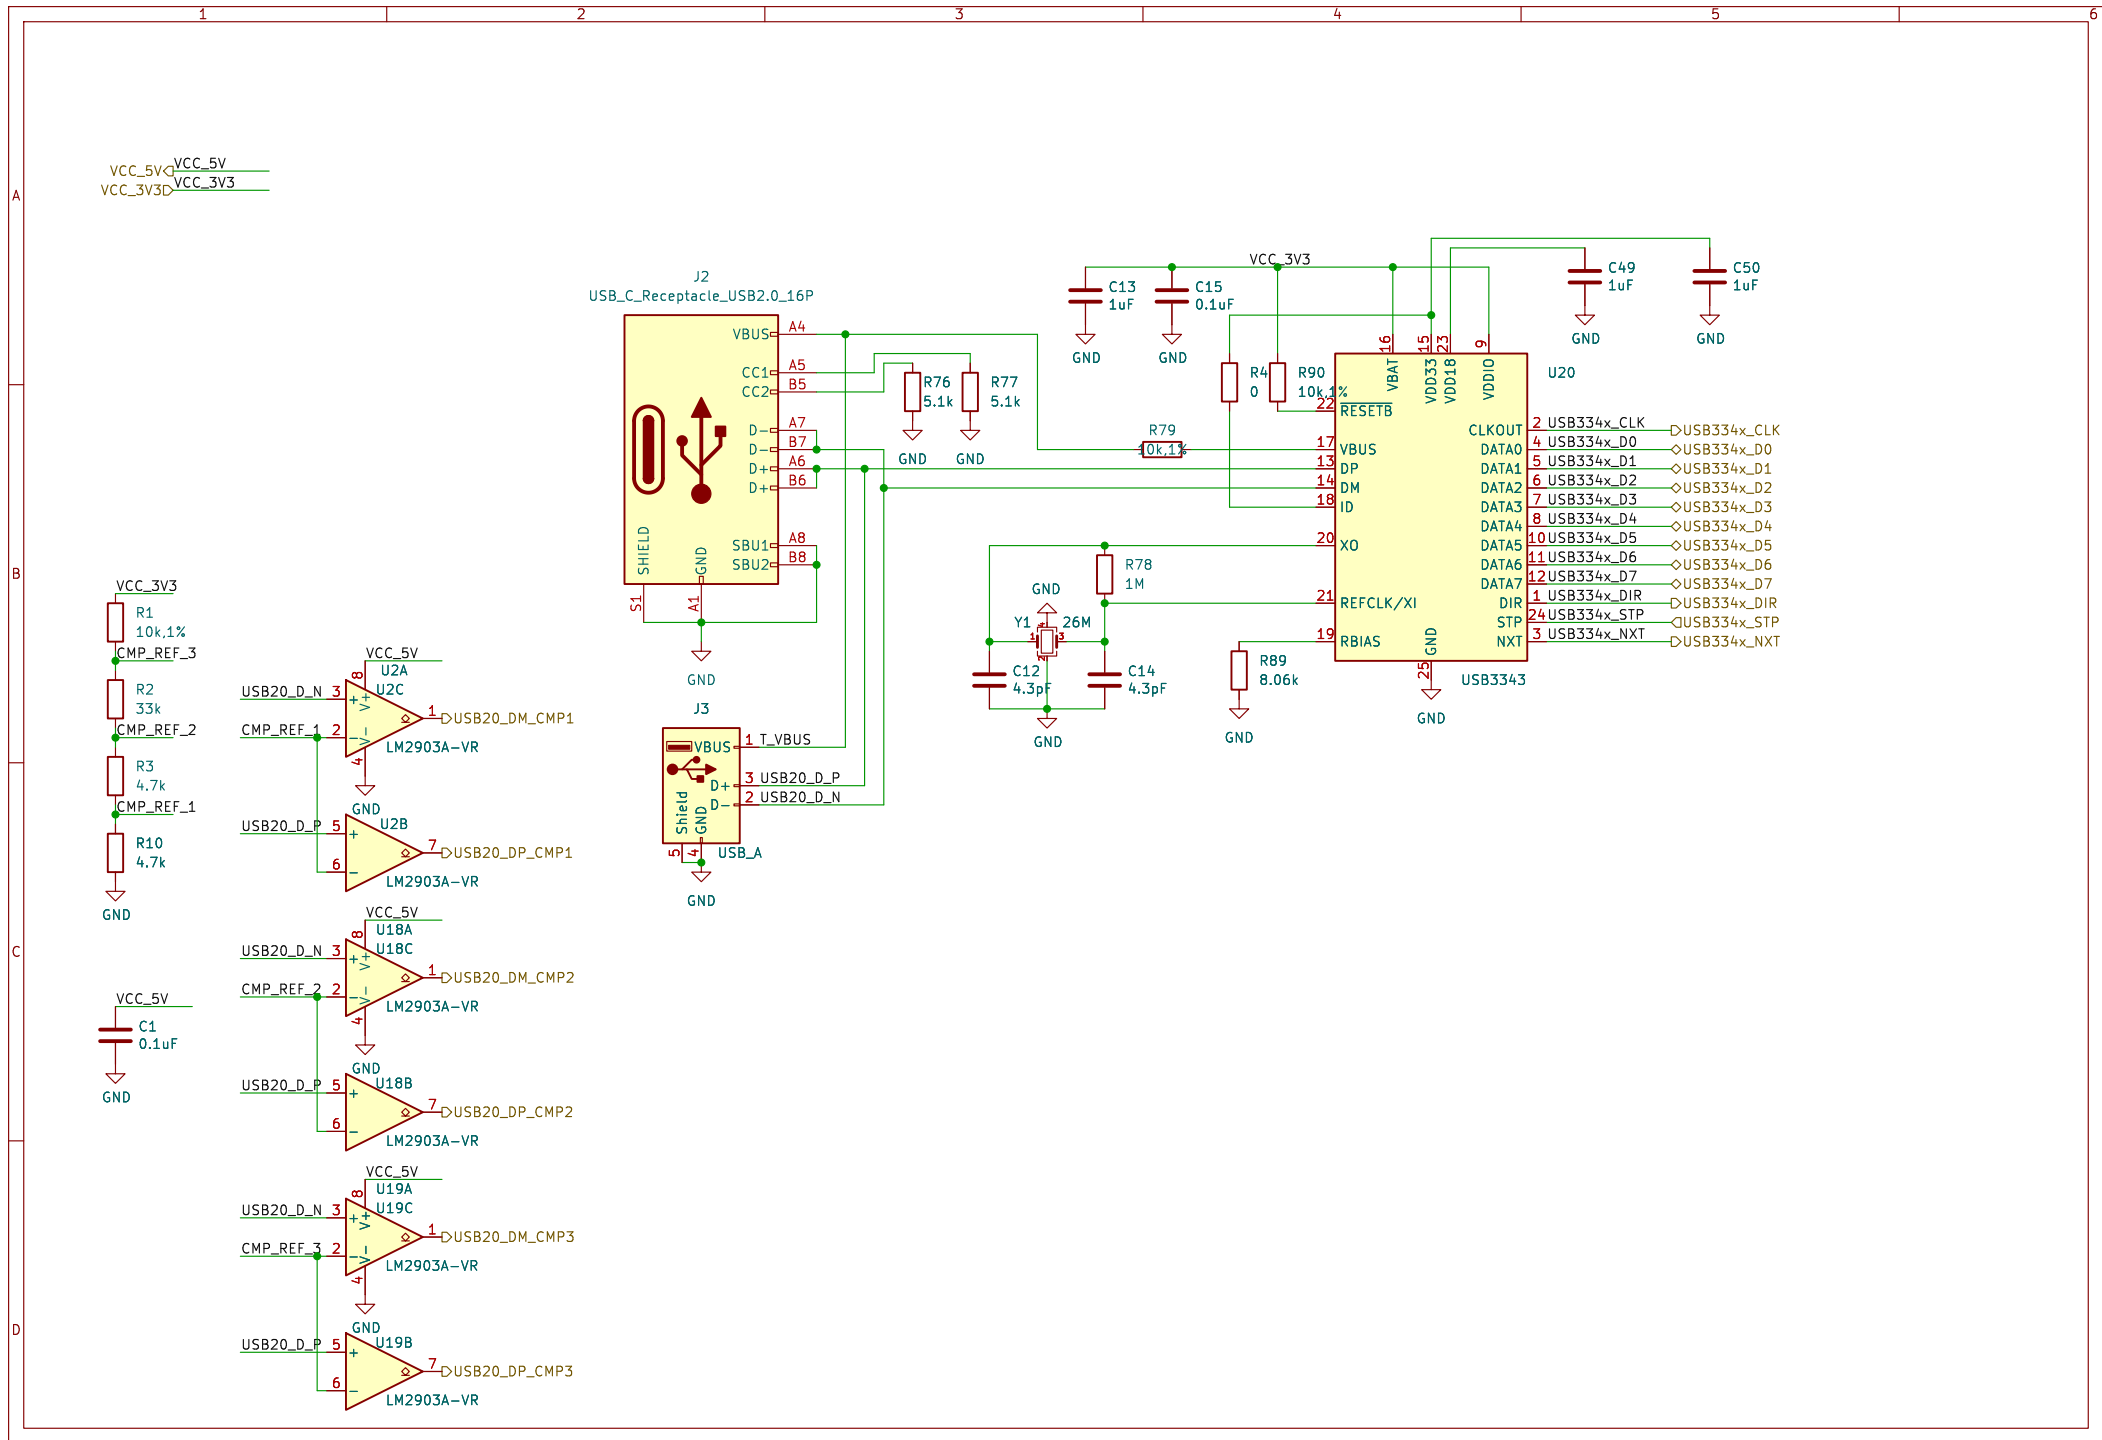 1 2 3 4 5 6
A
B
C
D
VCC_5V VCC_5V
VCC_3V3 VCC_3V3
VCC_3V3
R1
10k,1%
CMP_REF_3
R2
33k
CMP_REF_2
R3
4.7k
CMP_REF_1
R10
4.7k
GND
VCC_5V
C1
0.1uF
GND
VCC_5V
U2A
U2C
USB20_D_N 3 + V+ 8
CMP_REF_1 2 − V- 4
1 USB20_DM_CMP1
LM2903A-VR
GND
U2B
USB20_D_P 5 +
6 −
7 USB20_DP_CMP1
LM2903A-VR
VCC_5V
U18A
U18C
USB20_D_N 3 + V+ 8
CMP_REF_2 2 − V- 4
1 USB20_DM_CMP2
LM2903A-VR
GND
U18B
USB20_D_P 5 +
6 −
7 USB20_DP_CMP2
LM2903A-VR
VCC_5V
U19A
U19C
USB20_D_N 3 + V+ 8
CMP_REF_3 2 − V- 4
1 USB20_DM_CMP3
LM2903A-VR
GND
U19B
USB20_D_P 5 +
6 −
7 USB20_DP_CMP3
LM2903A-VR
J2
USB_C_Receptacle_USB2.0_16P
VBUS A4
CC1 A5
CC2 B5
D- A7
D- B7
D+ A6
D+ B6
SBU1 A8
SBU2 B8
SHIELD S1
GND A1
GND
R76
5.1k
GND
R77
5.1k
GND
J3
VBUS 1 T_VBUS
D+ 3 USB20_D_P
D- 2 USB20_D_N
Shield 5
GND 4
USB_A
GND
VCC_3V3
C13
1uF
GND
C15
0.1uF
GND
R4
0
R90
10k,1%
R79
10k,1%
R78
1M
GND
Y1 26M
1 2 3 4
C12
4.3pF
C14
4.3pF
GND
R89
8.06k
GND
C49
1uF
GND
C50
1uF
GND
U20
16 VBAT
15 VDD33
23 VDD18
9 VDDIO
22 RESETB
17 VBUS
13 DP
14 DM
18 ID
20 XO
21 REFCLK/XI
19 RBIAS
25 GND
USB3343
GND
CLKOUT 2 USB334x_CLK USB334x_CLK
DATA0 4 USB334x_D0 USB334x_D0
DATA1 5 USB334x_D1 USB334x_D1
DATA2 6 USB334x_D2 USB334x_D2
DATA3 7 USB334x_D3 USB334x_D3
DATA4 8 USB334x_D4 USB334x_D4
DATA5 10 USB334x_D5 USB334x_D5
DATA6 11 USB334x_D6 USB334x_D6
DATA7 12 USB334x_D7 USB334x_D7
DIR 1 USB334x_DIR USB334x_DIR
STP 24 USB334x_STP USB334x_STP
NXT 3 USB334x_NXT USB334x_NXT